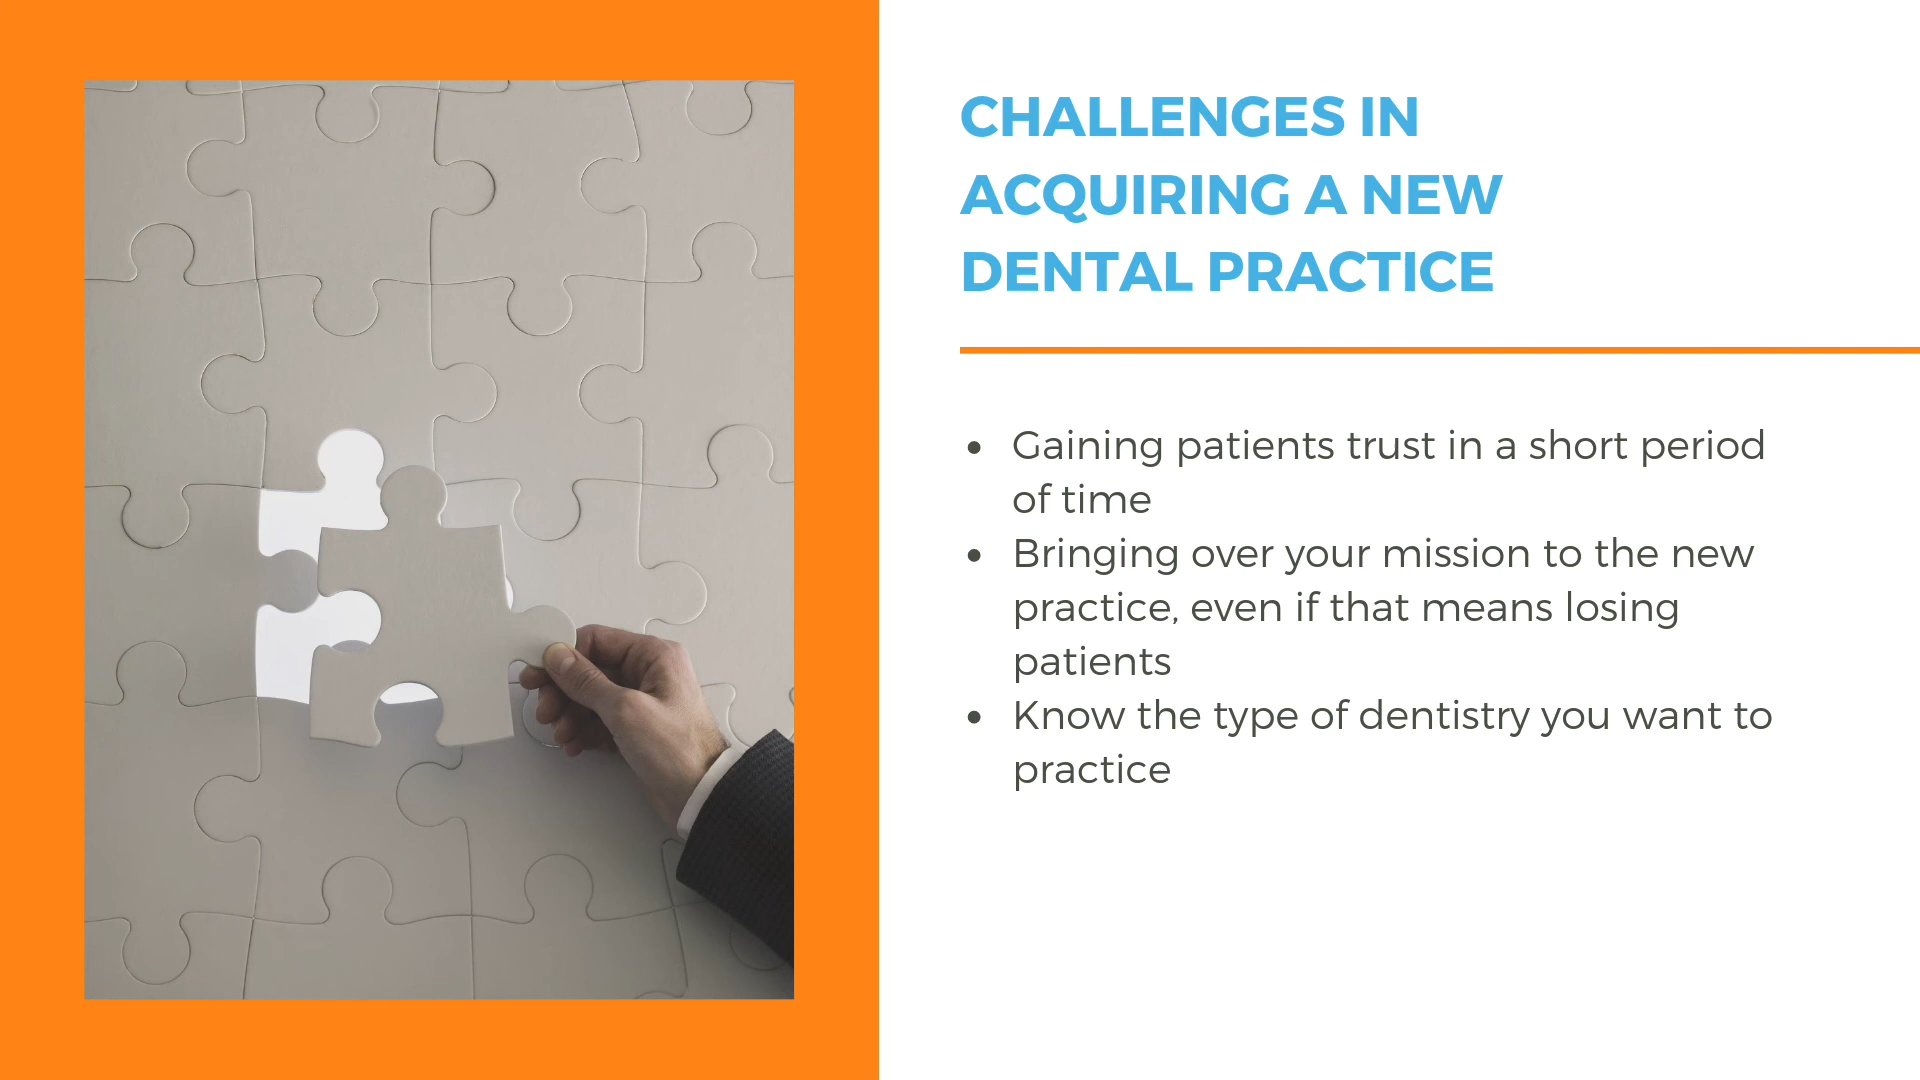 CHALLENGES IN
ACQUIRING A NEW
DENTAL PRACTICE
• Gaining patients trust in a short period
of time
• Bringing over your mission to the new
practice, even if that means losing
patients
• Know the type of dentistry you want to
practice